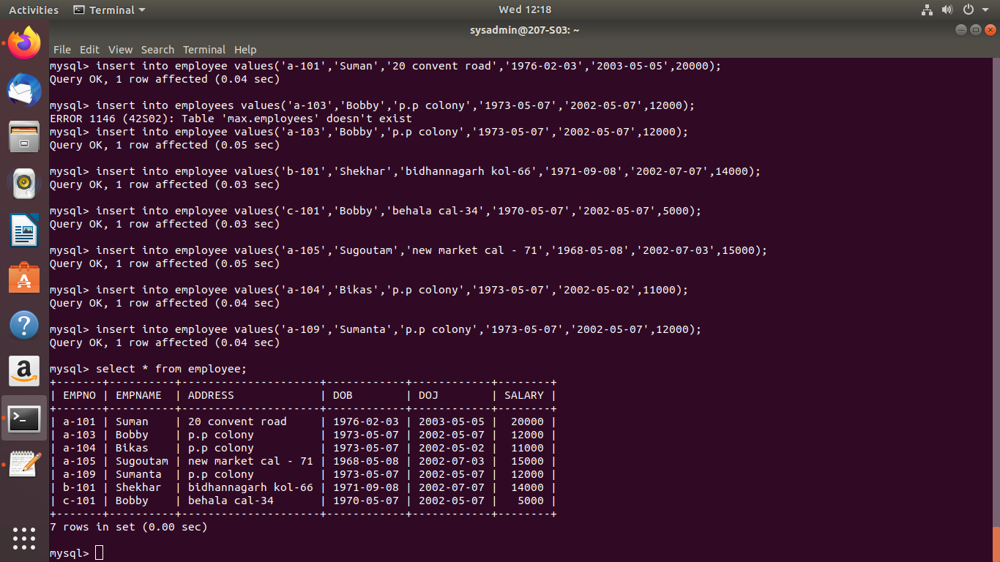 Activities Terminal Wed 12:18
sysadmin@207-S03: ~
File Edit View Search Terminal Help
mysql> insert into employee values('a-101','Suman','20 convent road','1976-02-03','2003-05-05',20000);
Query OK, 1 row affected (0.04 sec)
mysql> insert into employees values('a-103','Bobby','p.p colony','1973-05-07','2002-05-07',12000);
ERROR 1146 (42S02): Table 'max.employees' doesn't exist
mysql> insert into employee values('a-103','Bobby','p.p colony','1973-05-07','2002-05-07',12000);
Query OK, 1 row affected (0.05 sec)
mysql> insert into employee values('b-101','Shekhar','bidhannagarh kol-66','1971-09-08','2002-07-07',14000);
Query OK, 1 row affected (0.03 sec)
mysql> insert into employee values('c-101','Bobby','behala cal-34','1970-05-07','2002-05-07',5000);
Query OK, 1 row affected (0.03 sec)
mysql> insert into employee values('a-105','Sugoutam','new market cal - 71','1968-05-08','2002-07-03',15000);
Query OK, 1 row affected (0.05 sec)
mysql> insert into employee values('a-104','Bikas','p.p colony','1973-05-07','2002-05-02',11000);
Query OK, 1 row affected (0.04 sec)
mysql> insert into employee values('a-109','Sumanta','p.p colony','1973-05-07','2002-05-07',12000);
Query OK, 1 row affected (0.04 sec)
mysql> select * from employee;
+-------+----------+---------------------+------------+------------+--------+
| EMPNO | EMPNAME  | ADDRESS             | DOB        | DOJ        | SALARY |
+-------+----------+---------------------+------------+------------+--------+
| a-101 | Suman    | 20 convent road     | 1976-02-03 | 2003-05-05 |  20000 |
| a-103 | Bobby    | p.p colony          | 1973-05-07 | 2002-05-07 |  12000 |
| a-104 | Bikas    | p.p colony          | 1973-05-07 | 2002-05-02 |  11000 |
| a-105 | Sugoutam | new market cal - 71 | 1968-05-08 | 2002-07-03 |  15000 |
| a-109 | Sumanta  | p.p colony          | 1973-05-07 | 2002-05-07 |  12000 |
| b-101 | Shekhar  | bidhannagarh kol-66 | 1971-09-08 | 2002-07-07 |  14000 |
| c-101 | Bobby    | behala cal-34       | 1970-05-07 | 2002-05-07 |   5000 |
+-------+----------+---------------------+------------+------------+--------+
7 rows in set (0.00 sec)
mysql>